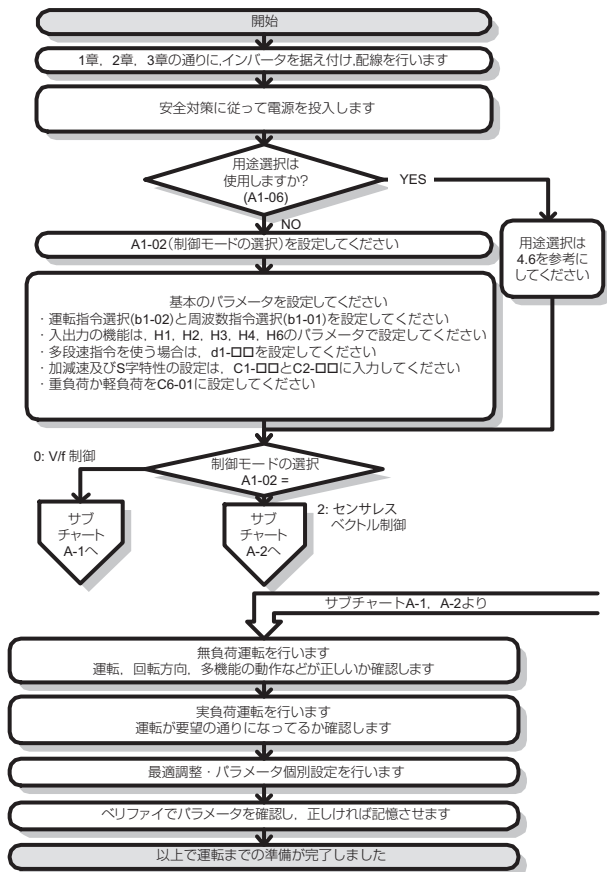 開始
1章，2章，3章の通りに,インバータを据え付け,配線を行います
安全対策に従って電源を投入します
用途選択は
使用しますか?
(A1-06)
YES
NO
A1-02(制御モードの選択)を設定してください
用途選択は
4.6を参考に
してください
基本のパラメータを設定してください
・運転指令選択(b1-02)と周波数指令選択(b1-01)を設定してください
・入出力の機能は，H1, H2, H3, H4, H6のパラメータで設定してください
・多段速指令を使う場合は，d1-□□を設定してください
・加減速及びS字特性の設定は，C1-□□とC2-□□に入力してください
・重負荷か軽負荷をC6-01に設定してください
0: V/f 制御
制御モードの選択
A1-02 =
2: センサレス
ベクトル制御
サブ
チャート
A-1へ
サブ
チャート
A-2へ
サブチャートA-1，A-2より
無負荷運転を行います
運転，回転方向，多機能の動作などが正しいか確認します
実負荷運転を行います
運転が要望の通りになってるか確認します
最適調整・パラメータ個別設定を行います
ベリファイでパラメータを確認し，正しければ記憶させます
以上で運転までの準備が完了しました